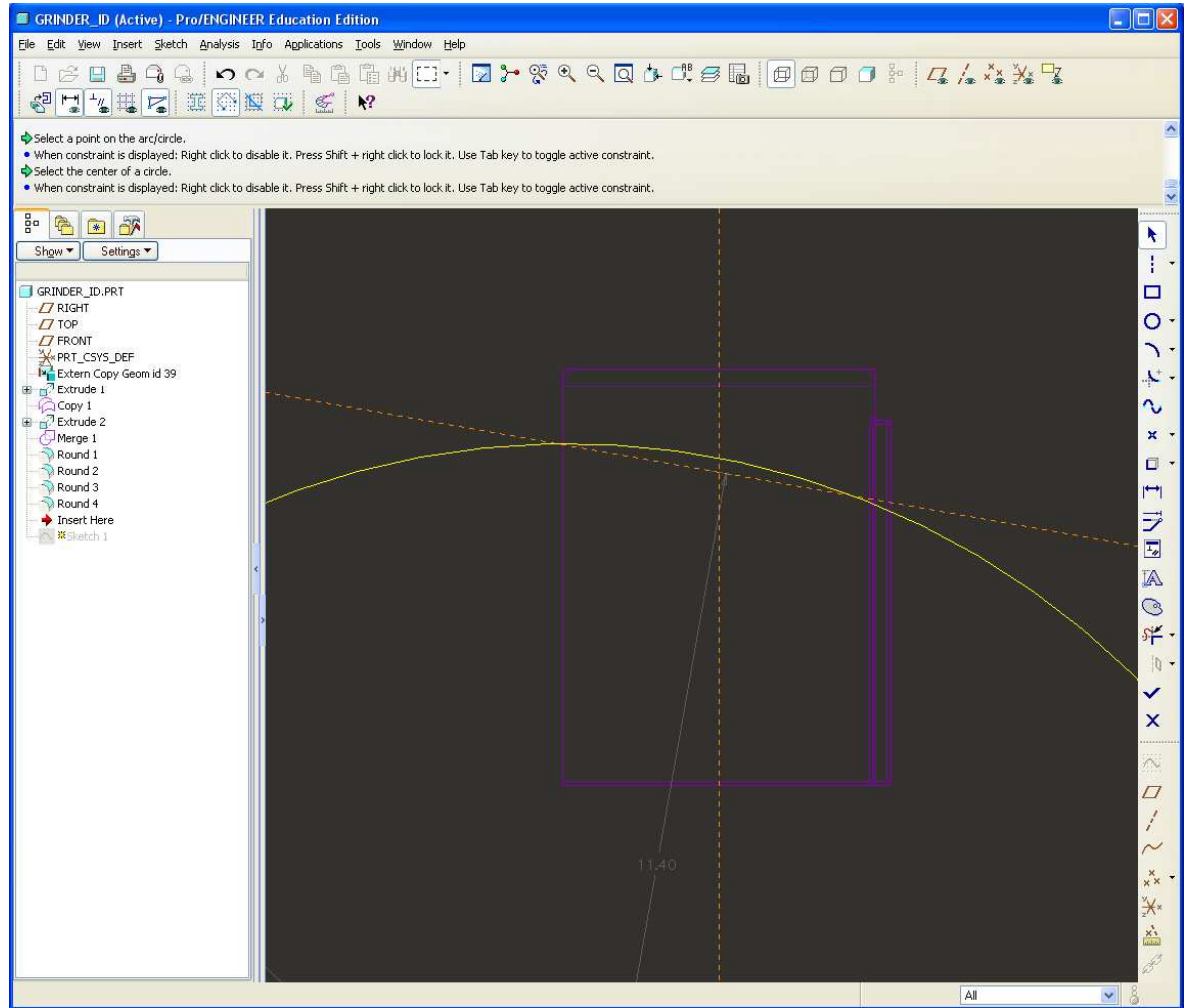 GRINDER_ID (Active) - Pro/ENGINEER Education Edition
File Edit View Insert Sketch Analysis Info Applications Tools Window Help
Select a point on the arc/circle.
• When constraint is displayed: Right click to disable it. Press Shift + right click to lock it. Use Tab key to toggle active constraint.
Select the center of a circle.
• When constraint is displayed: Right click to disable it. Press Shift + right click to lock it. Use Tab key to toggle active constraint.
Show Settings
GRINDER_ID.PRT
RIGHT
TOP
FRONT
PRT_CSYS_DEF
Extern Copy Geom id 39
Extrude 1
Copy 1
Extrude 2
Merge 1
Round 1
Round 2
Round 3
Round 4
Insert Here
Sketch 1
11.40
All